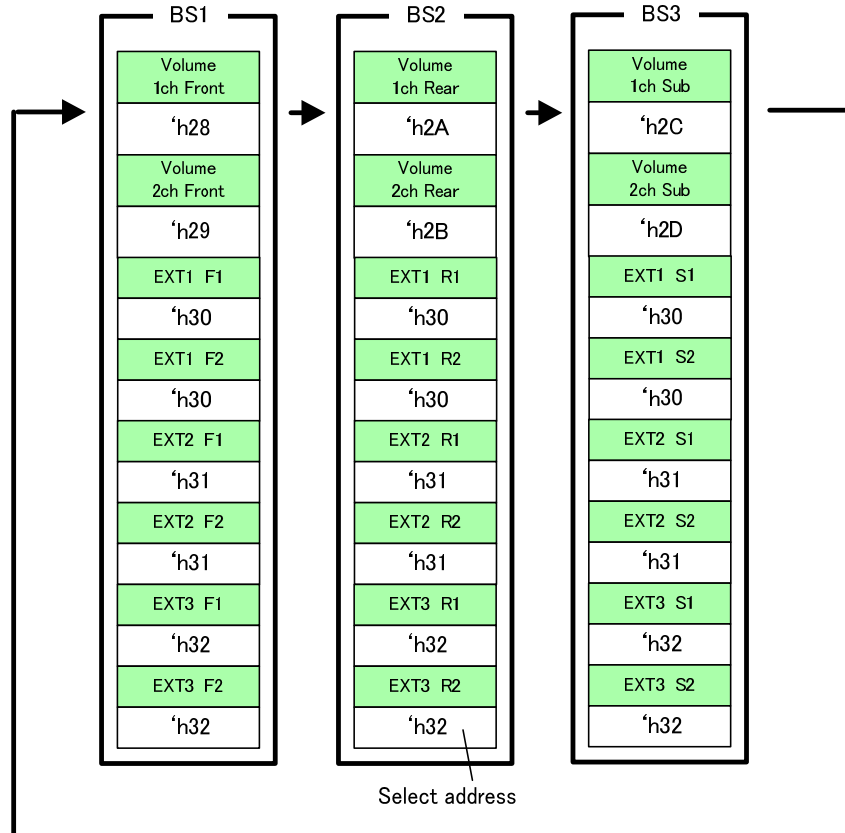 BS1
Volume
1ch Front
‘h28
Volume
2ch Front
‘h29
EXT1 F1
‘h30
EXT1 F2
‘h30
EXT2 F1
‘h31
EXT2 F2
‘h31
EXT3 F1
‘h32
EXT3 F2
‘h32
BS2
Volume
1ch Rear
‘h2A
Volume
2ch Rear
‘h2B
EXT1 R1
‘h30
EXT1 R2
‘h30
EXT2 R1
‘h31
EXT2 R2
‘h31
EXT3 R1
‘h32
EXT3 R2
‘h32
Select address
BS3
Volume
1ch Sub
‘h2C
Volume
2ch Sub
‘h2D
EXT1 S1
‘h30
EXT1 S2
‘h30
EXT2 S1
‘h31
EXT2 S2
‘h31
EXT3 S1
‘h32
EXT3 S2
‘h32